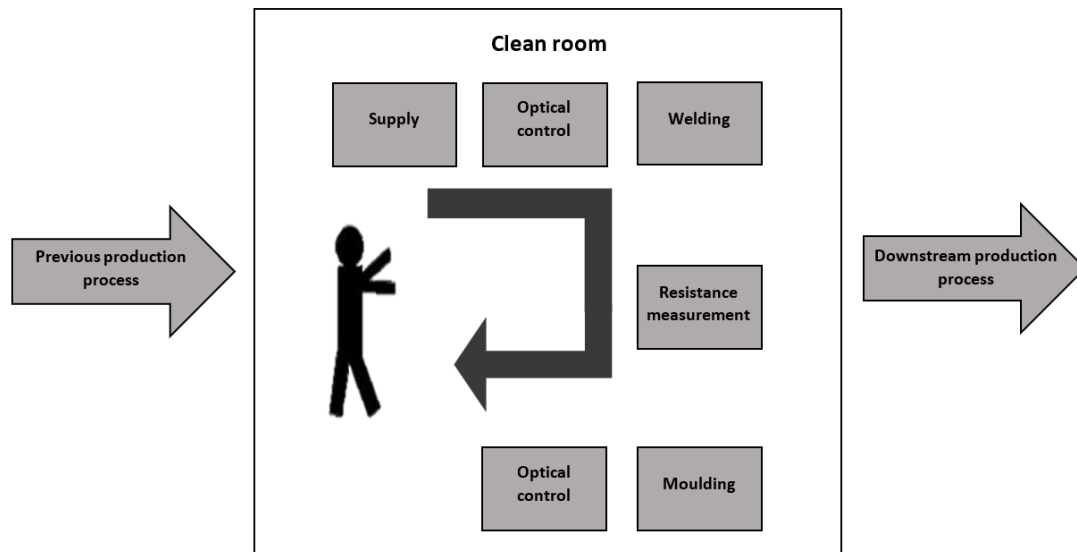 Clean room
Supply
Optical
control
Welding
Previous production
process
Resistance
measurement
Downstream production
process
Optical
control
Moulding